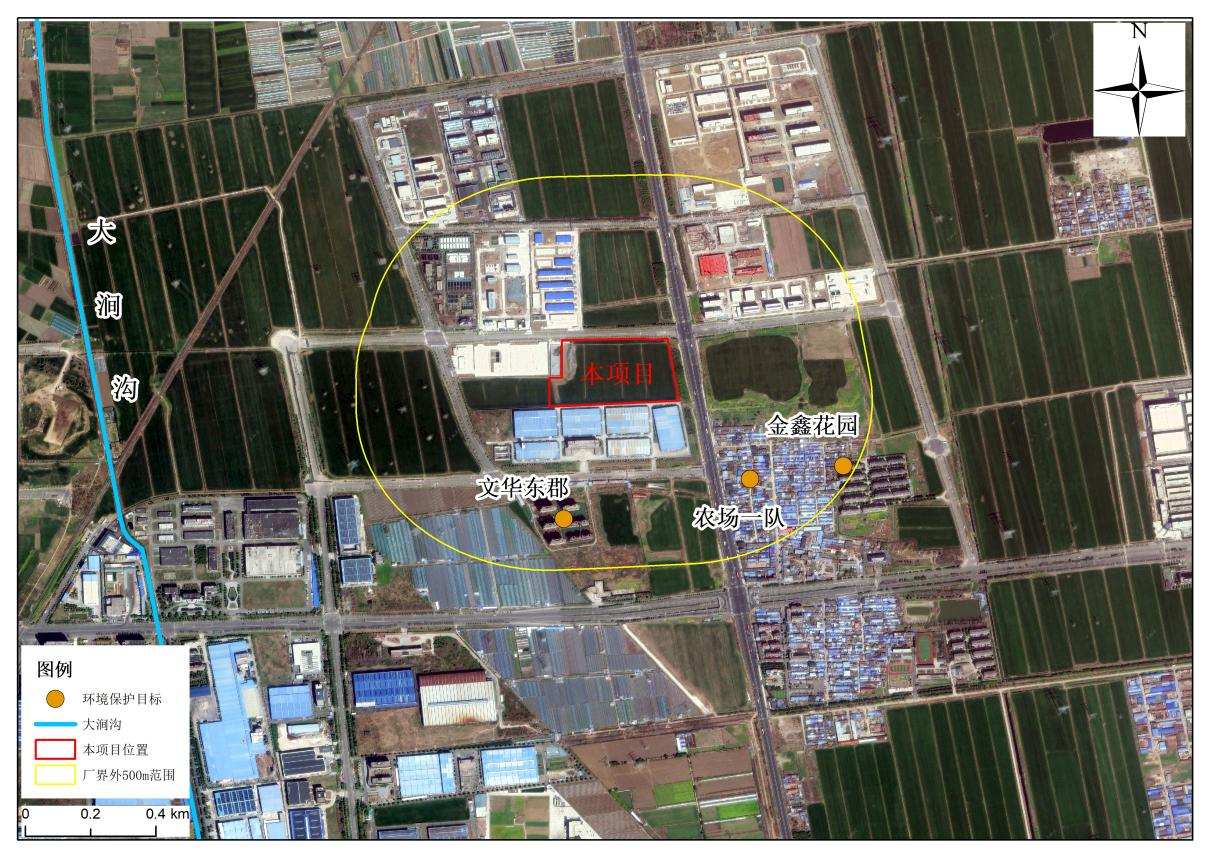 N
大
涧
沟
本项目
金鑫花园
文华东郡
农场一队
图例
环境保护目标
大涧沟
本项目位置
厂界外500m范围
0 0.2 0.4 km